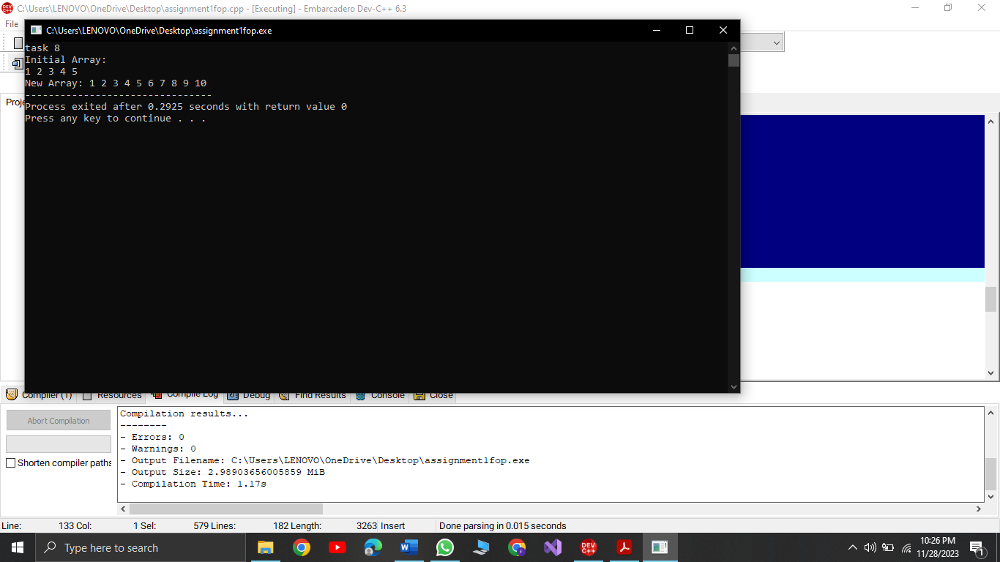 C:\Users\LENOVO\OneDrive\Desktop\assignment1fop.cpp - [Executing] - Embarcadero Dev-C++ 6.3
File
C:\Users\LENOVO\OneDrive\Desktop\assignment1fop.exe
task 8
Initial Array:
1 2 3 4 5
New Array: 1 2 3 4 5 6 7 8 9 10
--------------------------------
Process exited after 0.2925 seconds with return value 0
Press any key to continue . . .
Proje
Compiler (1) Resources Compile Log Debug Find Results Console Close
Abort Compilation
Shorten compiler paths
Compilation results...
--------
- Errors: 0
- Warnings: 0
- Output Filename: C:\Users\LENOVO\OneDrive\Desktop\assignment1fop.exe
- Output Size: 2.98903656005859 MiB
- Compilation Time: 1.17s
Line: 133 Col: 1 Sel: 579 Lines: 182 Length: 3263 Insert Done parsing in 0.015 seconds
Type here to search
DEV C++
10:26 PM
11/28/2023
1